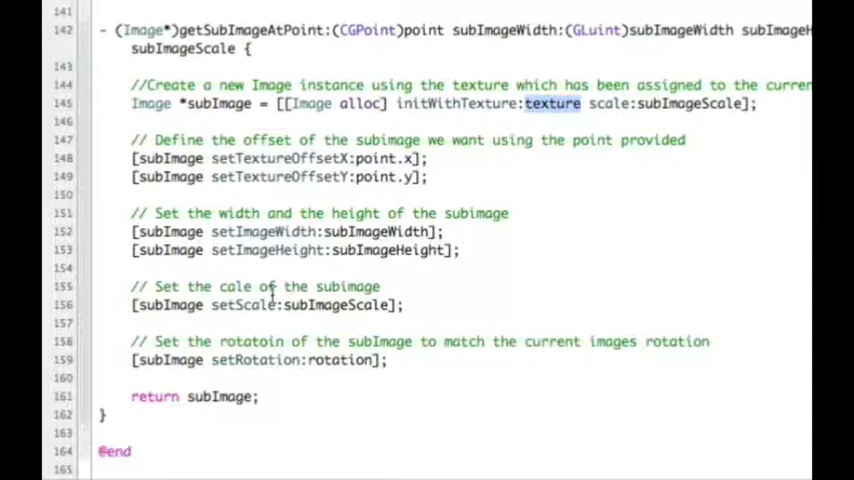 141
142 - (Image*)getSubImageAtPoint:(CGPoint)point subImageWidth:(GLuint)subImageWidth subImageH
subImageScale {
143
144 //Create a new Image instance using the texture which has been assigned to the curren
145 Image *subImage = [[Image alloc] initWithTexture:texture scale:subImageScale];
146
147 // Define the offset of the subimage we want using the point provided
148 [subImage setTextureOffsetX:point.x];
149 [subImage setTextureOffsetY:point.y];
150
151 // Set the width and the height of the subimage
152 [subImage setImageWidth:subImageWidth];
153 [subImage setImageHeight:subImageHeight];
154
155 // Set the cale of the subimage
156 [subImage setScale:subImageScale];
157
158 // Set the rotatoin of the subImage to match the current images rotation
159 [subImage setRotation:rotation];
160
161 return subImage;
162 }
163
164 @end
165